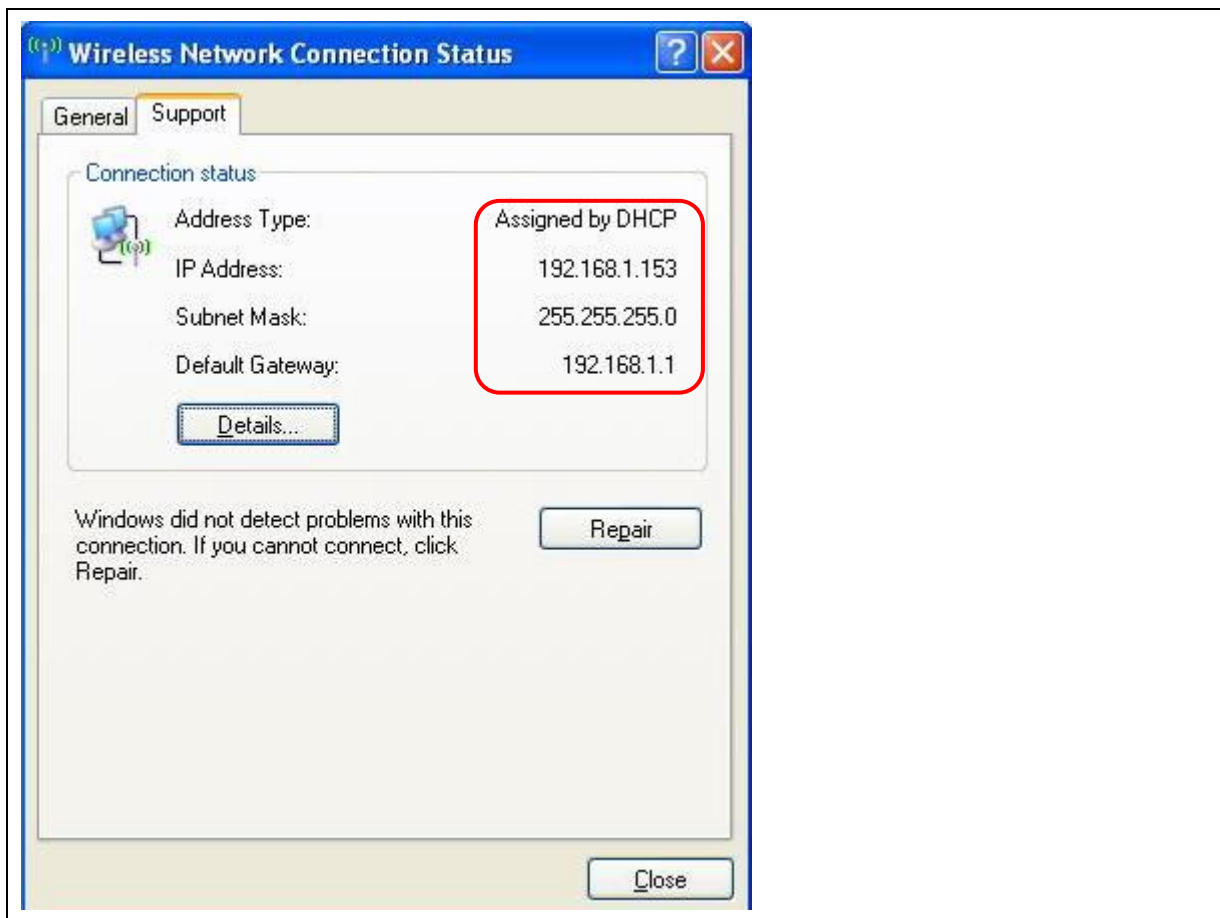 Wireless Network Connection Status
General Support
Connection status
Address Type: Assigned by DHCP
IP Address: 192.168.1.153
Subnet Mask: 255.255.255.0
Default Gateway: 192.168.1.1
Details...
Windows did not detect problems with this
connection. If you cannot connect, click
Repair.
Repair
Close